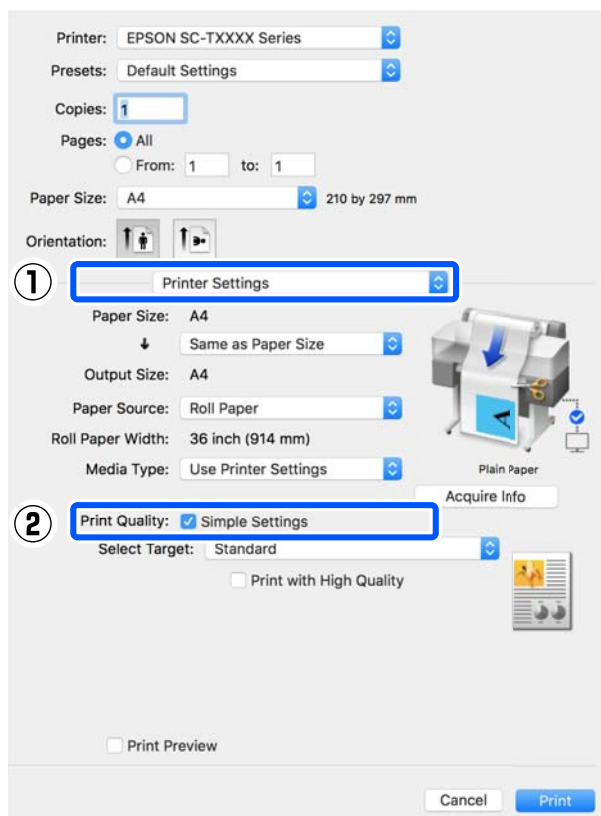 Printer: EPSON SC-TXXXX Series
Presets: Default Settings
Copies: 1
Pages: All
From: 1 to: 1
Paper Size: A4 210 by 297 mm
Orientation:
1 Printer Settings
Paper Size: A4
Same as Paper Size
Output Size: A4
Paper Source: Roll Paper
Roll Paper Width: 36 inch (914 mm)
Media Type: Use Printer Settings
A
Plain Paper
Acquire Info
2 Print Quality: Simple Settings
Select Target: Standard
Print with High Quality
Print Preview
Cancel Print